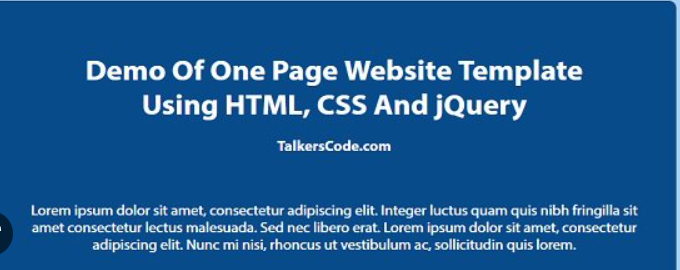 Demo Of One Page Website Template
Using HTML, CSS And jQuery
TalkersCode.com
Lorem ipsum dolor sit amet, consectetur adipiscing elit. Integer luctus quam quis nibh fringilla sit
amet consectetur lectus malesuada. Sed nec libero erat. Lorem ipsum dolor sit amet, consectetur
adipiscing elit. Nunc mi nisi, rhoncus ut vestibulum ac, sollicitudin quis lorem.